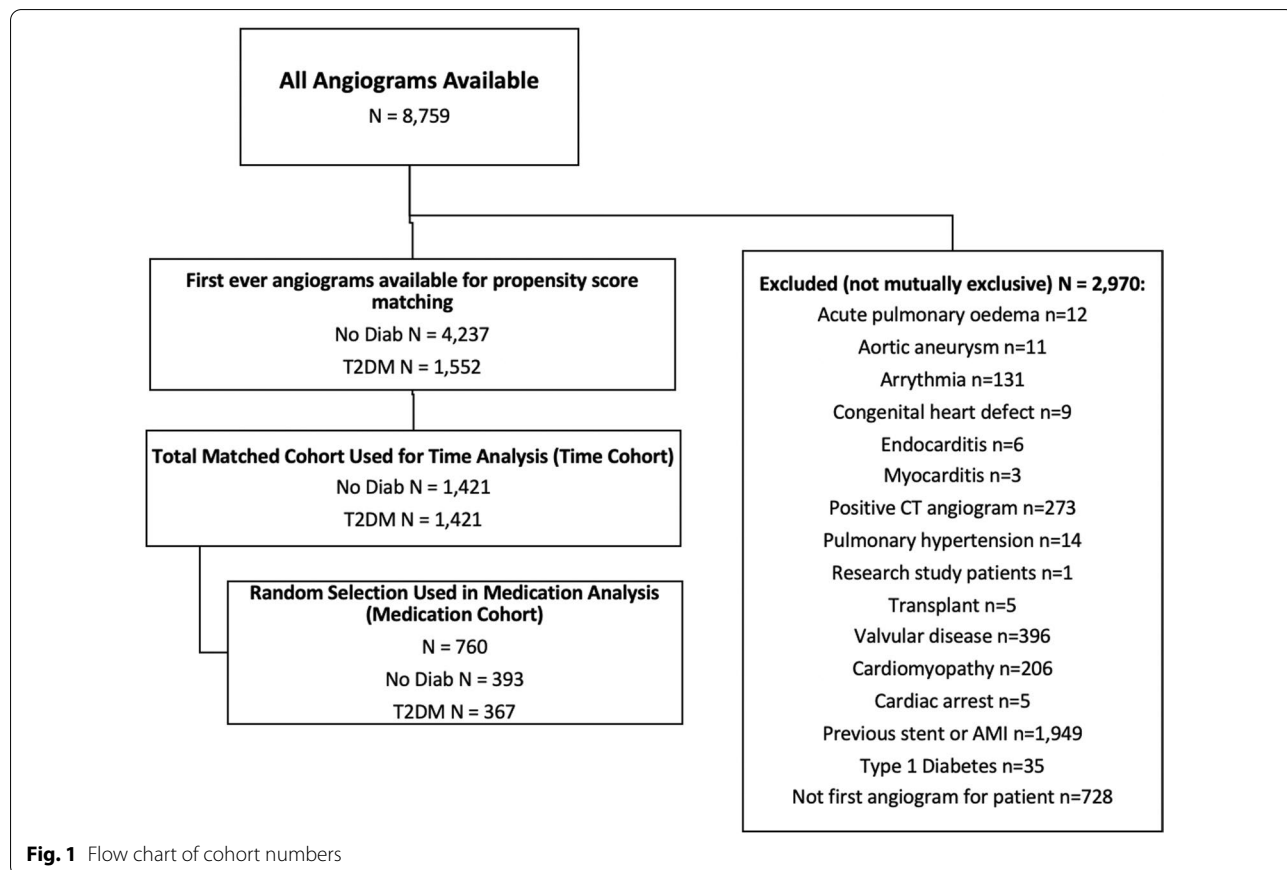 All Angiograms Available
N = 8,759
First ever angiograms available for propensity score
matching
No Diab N = 4,237
T2DM N = 1,552
Total Matched Cohort Used for Time Analysis (Time Cohort)
No Diab N = 1,421
T2DM N = 1,421
Random Selection Used in Medication Analysis
(Medication Cohort)
N = 760
No Diab N = 393
T2DM N = 367
Excluded (not mutually exclusive) N = 2,970:
Acute pulmonary oedema n=12
Aortic aneurysm n=11
Arrythmia n=131
Congenital heart defect n=9
Endocarditis n=6
Myocarditis n=3
Positive CT angiogram n=273
Pulmonary hypertension n=14
Research study patients n=1
Transplant n=5
Valvular disease n=396
Cardiomyopathy n=206
Cardiac arrest n=5
Previous stent or AMI n=1,949
Type 1 Diabetes n=35
Not first angiogram for patient n=728
Fig. 1 Flow chart of cohort numbers